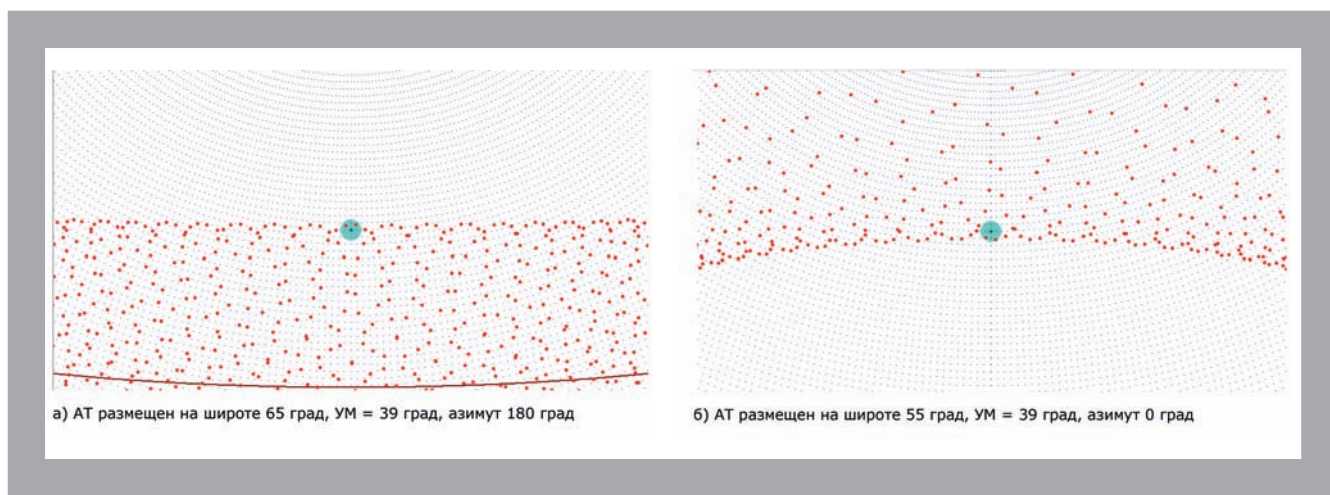 а) АТ размещен на широте 65 град, УМ = 39 град, азимут 180 град
б) АТ размещен на широте 55 град, УМ = 39 град, азимут 0 град